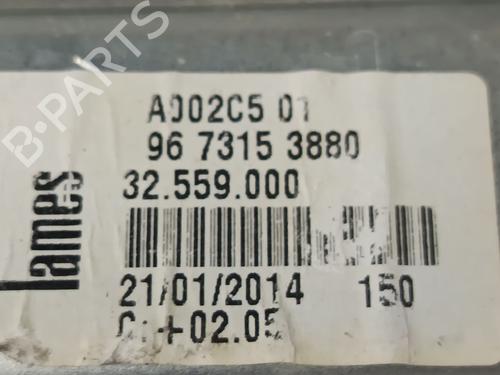 A002C5 01
96 7315 3880
32.559.000
lames
21/01/2014 150
C:+02.05
B-PARTS